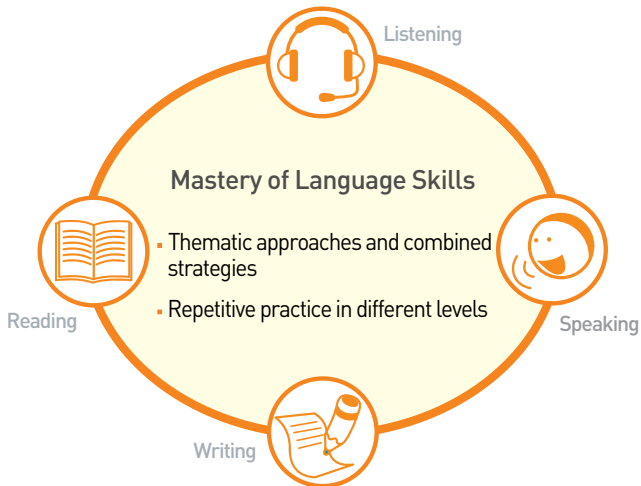 Listening
Mastery of Language Skills
▪ Thematic approaches and combined
strategies
▪ Repetitive practice in different levels
Reading
Speaking
Writing